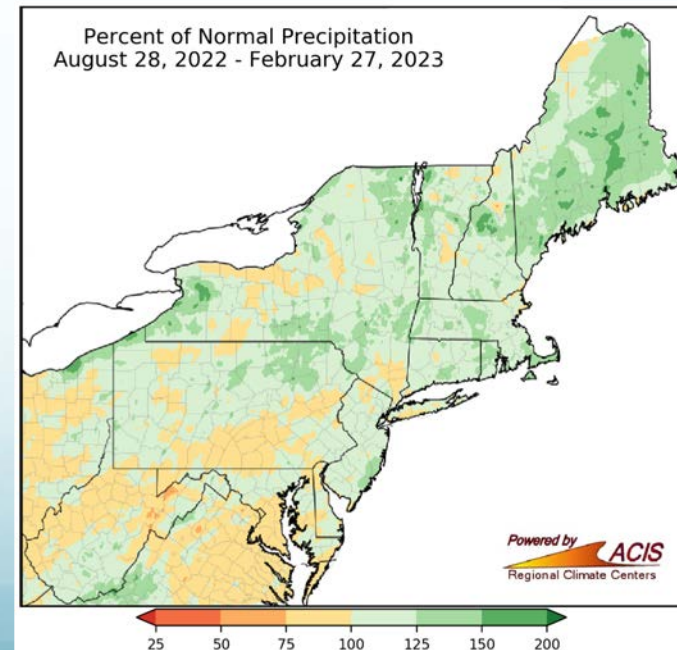 Percent of Normal Precipitation
August 28, 2022 - February 27, 2023
Powered by
ACIS
Regional Climate Centers
25 50 75 100 125 150 200